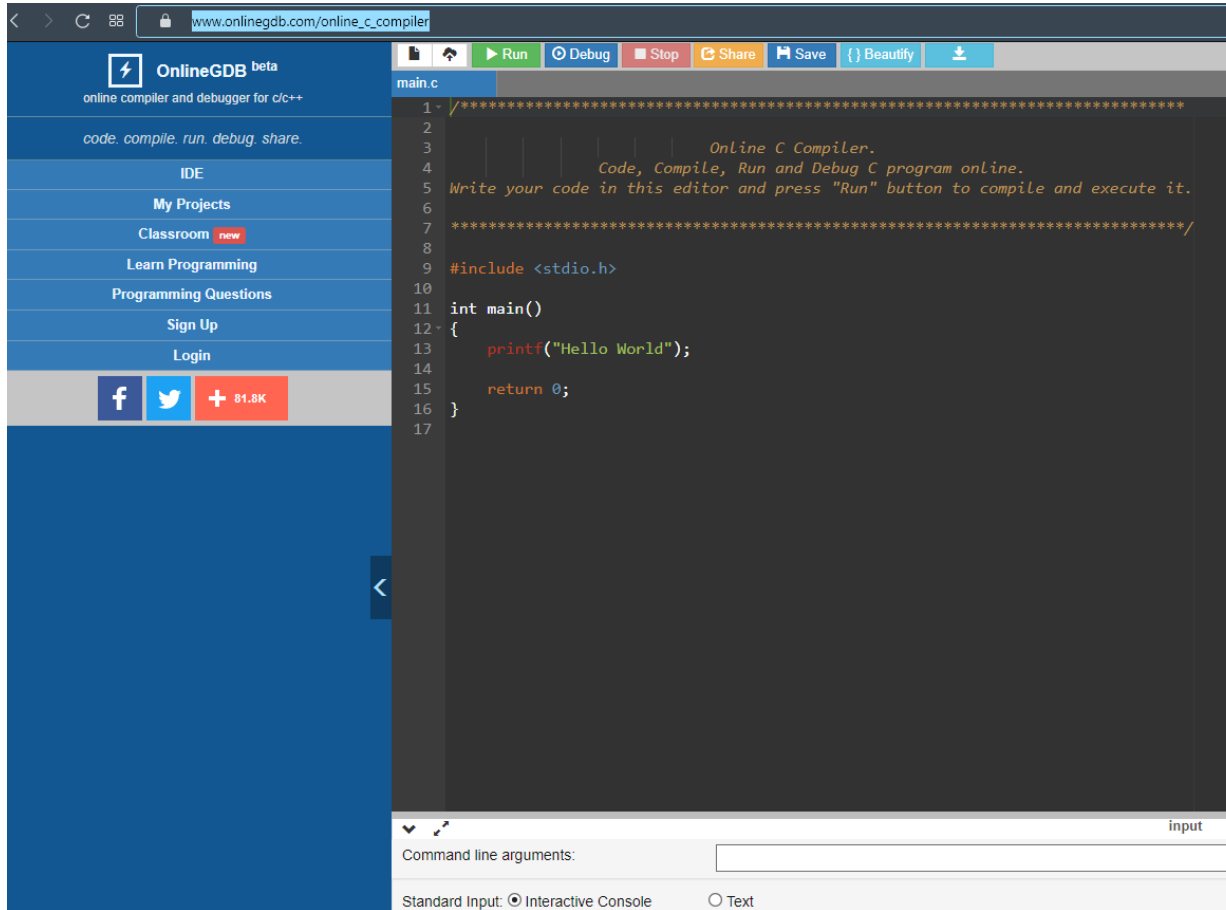 www.onlinegdb.com/online_c_compiler
OnlineGDB beta
online compiler and debugger for c/c++
code. compile. run. debug. share.
IDE
My Projects
Classroom new
Learn Programming
Programming Questions
Sign Up
Login
f
+ 81.8K
Run Debug Stop Share Save {} Beautify
main.c
1 /******************************************************************************
2
3 Online C Compiler.
4 Code, Compile, Run and Debug C program online.
5 Write your code in this editor and press "Run" button to compile and execute it.
6
7 *******************************************************************************/
8
9 #include <stdio.h>
10
11 int main()
12 {
13 printf("Hello World");
14
15 return 0;
16 }
17
input
Command line arguments:
Standard Input: Interactive Console Text